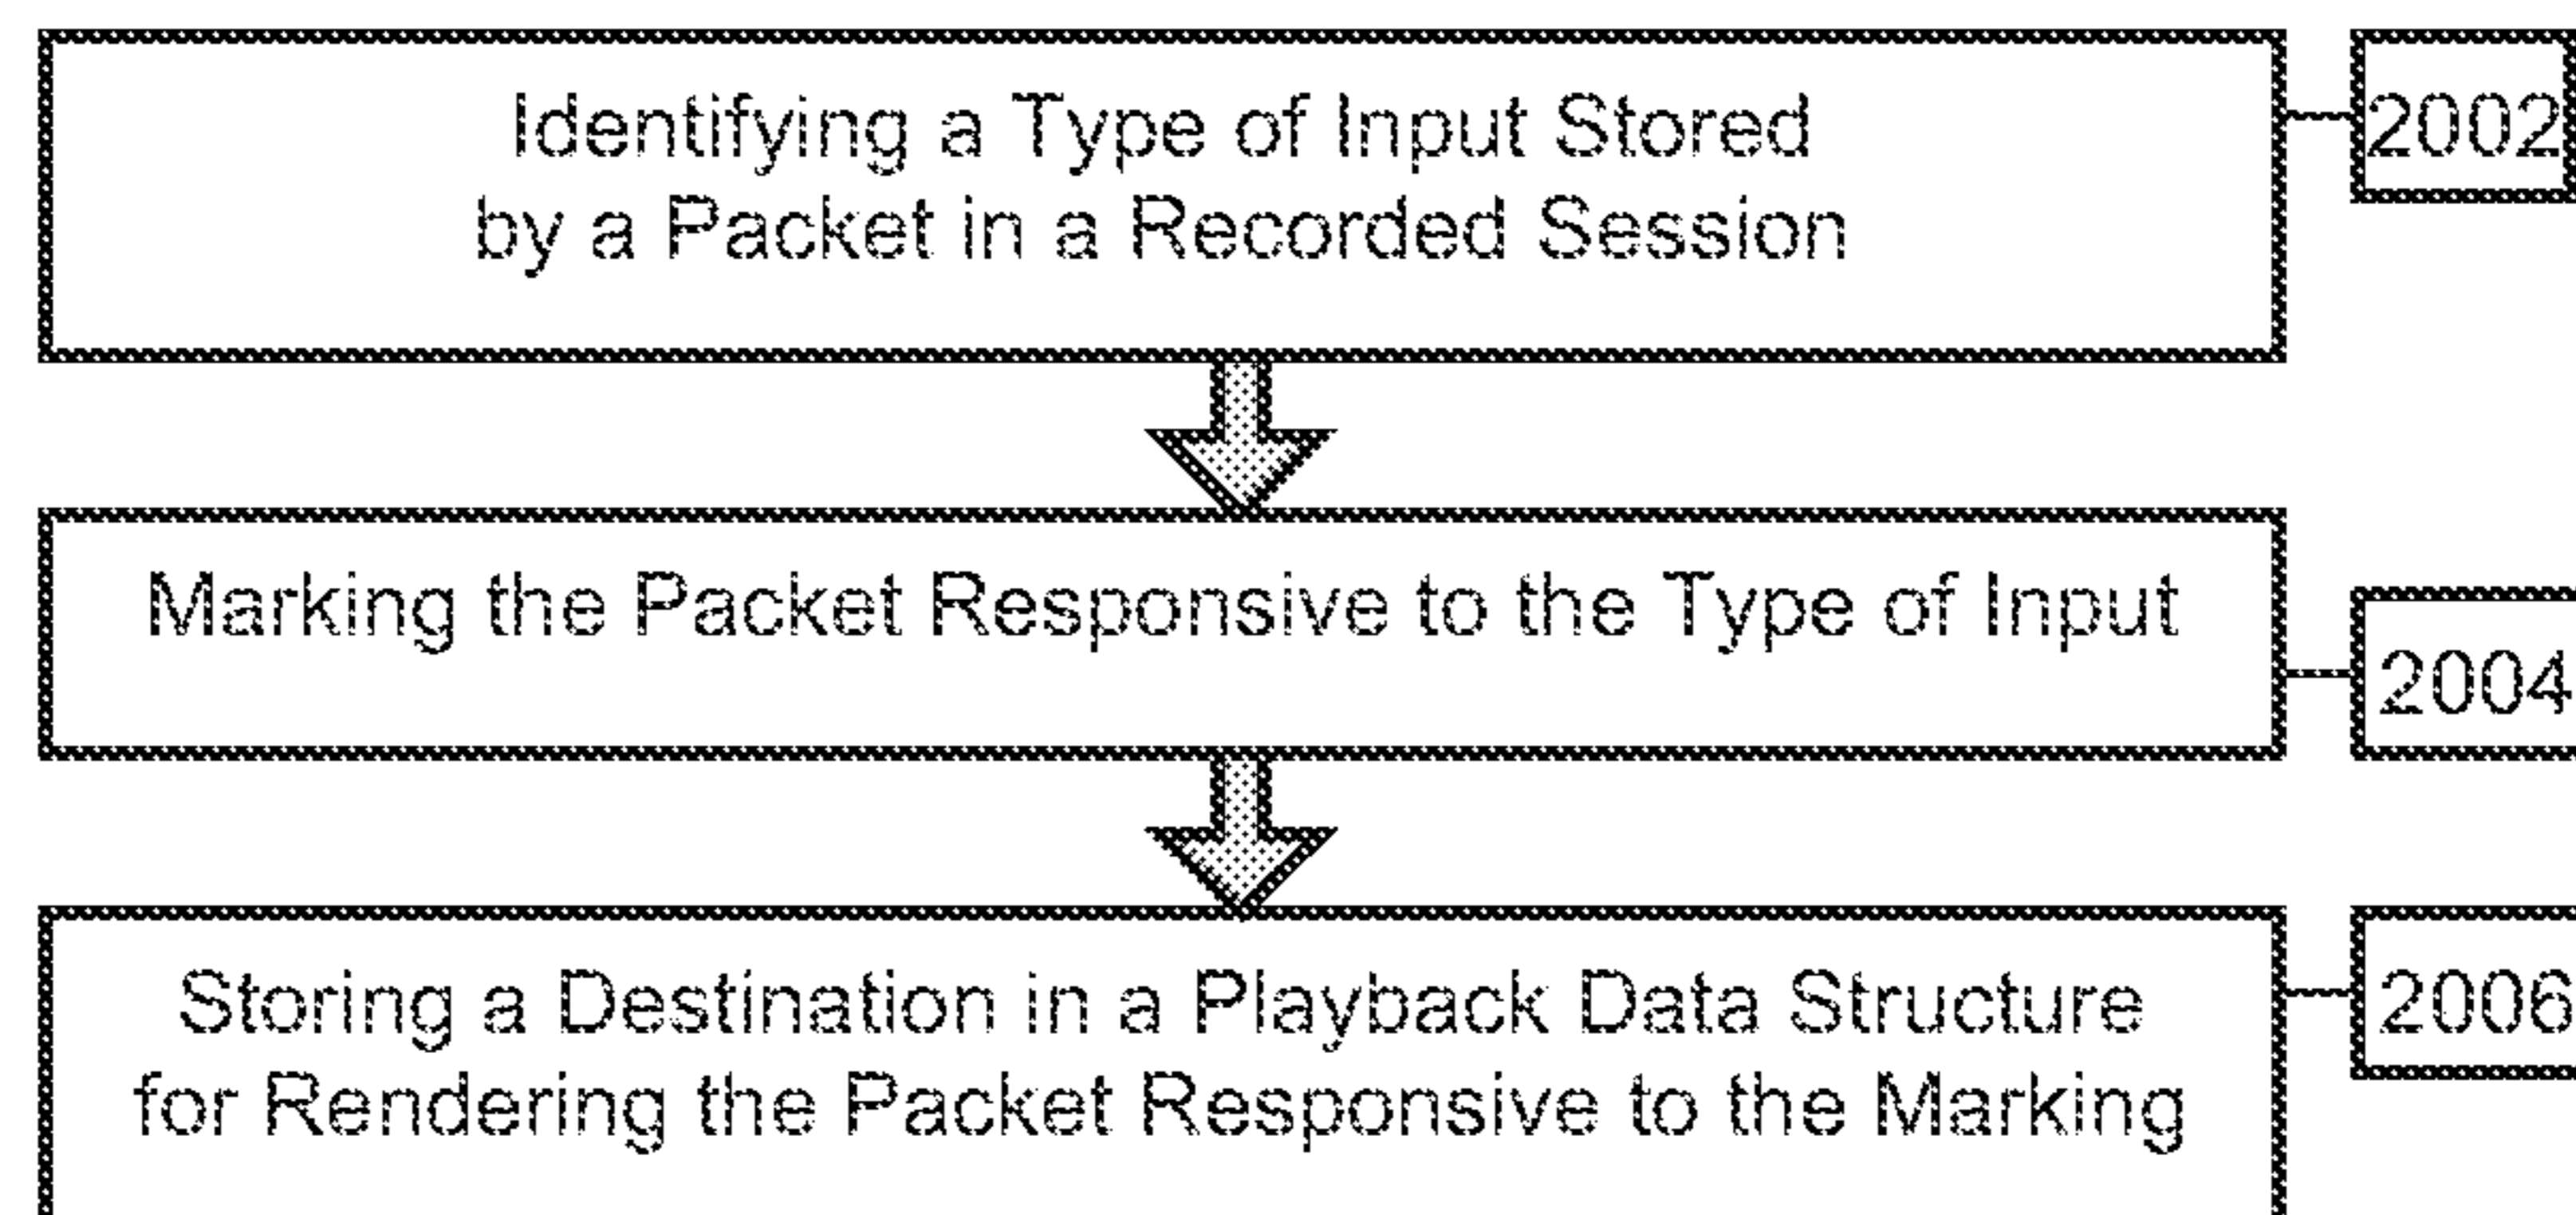 Identifying a Type of Input Stored
by a Packet in a Recorded Session
2002
Marking the Packet Responsive to the Type of Input
2004
Storing a Destination in a Playback Data Structure
for Rendering the Packet Responsive to the Marking
2006